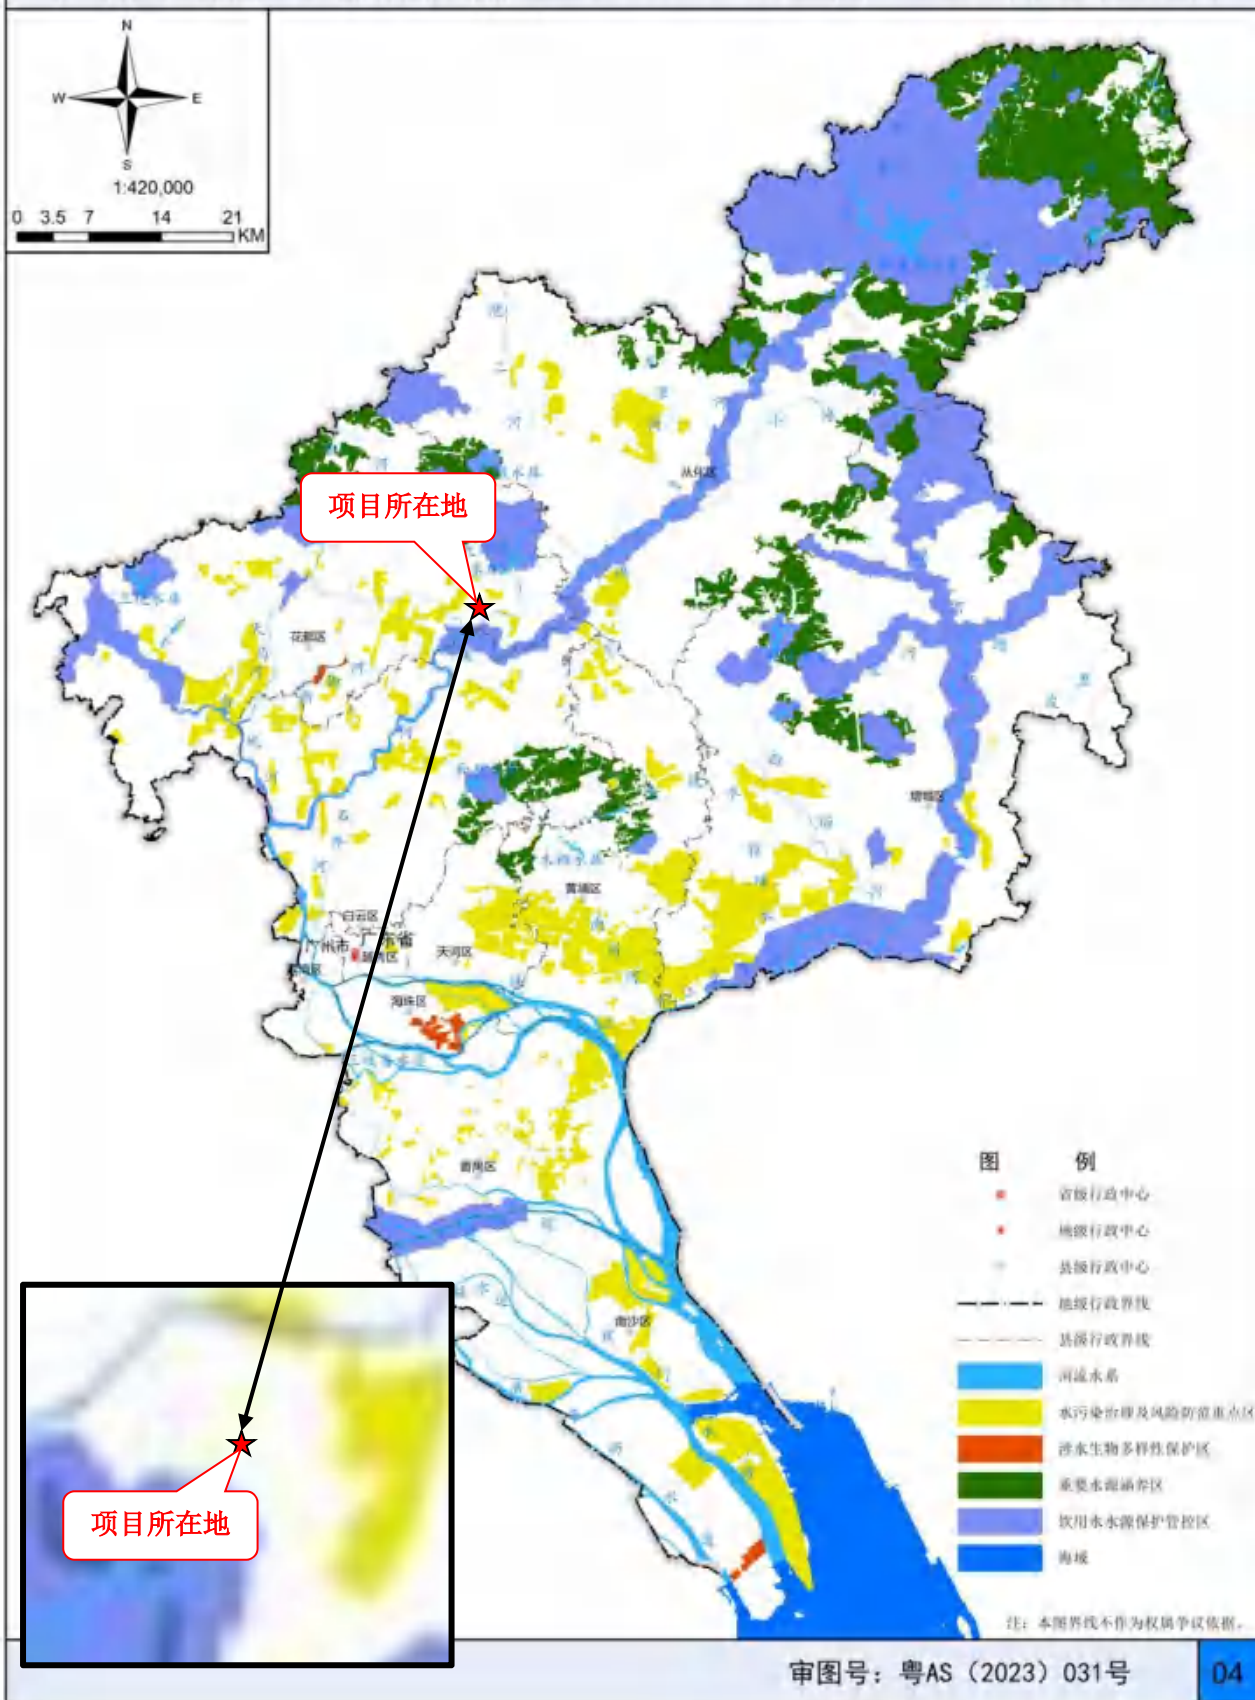 N
W E
S
1:420,000
0 3.5 7 14 21
KM
项目所在地
从化区
花都区
增城区
黄埔区
白云区
广州市
广东省
越秀区
天河区
海珠区
番禺区
南沙区
项目所在地
图 例
省级行政中心
地级行政中心
县级行政中心
地级行政界线
县级行政界线
河流水系
水污染治理及风险防范重点区
涉水生物多样性保护区
重要水源涵养区
饮用水水源保护管控区
海域
注：本图界线不作为权属争议依据。
审图号：粤AS（2023）031号
04